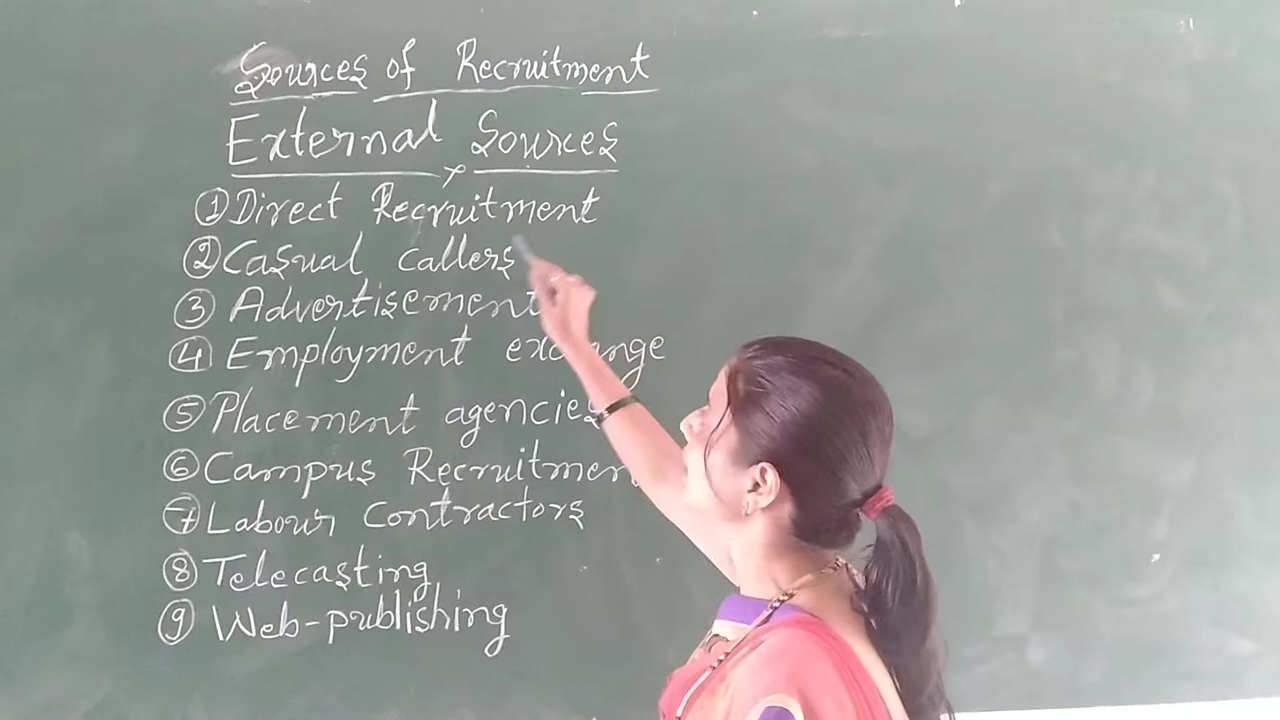 Sources of Recruitment
External Sources
① Direct Recruitment
② Casual callers
③ Advertisement
④ Employment exchange
⑤ Placement agencies
⑥ Campus Recruitment
⑦ Labour contractors
⑧ Telecasting
⑨ Web-publishing